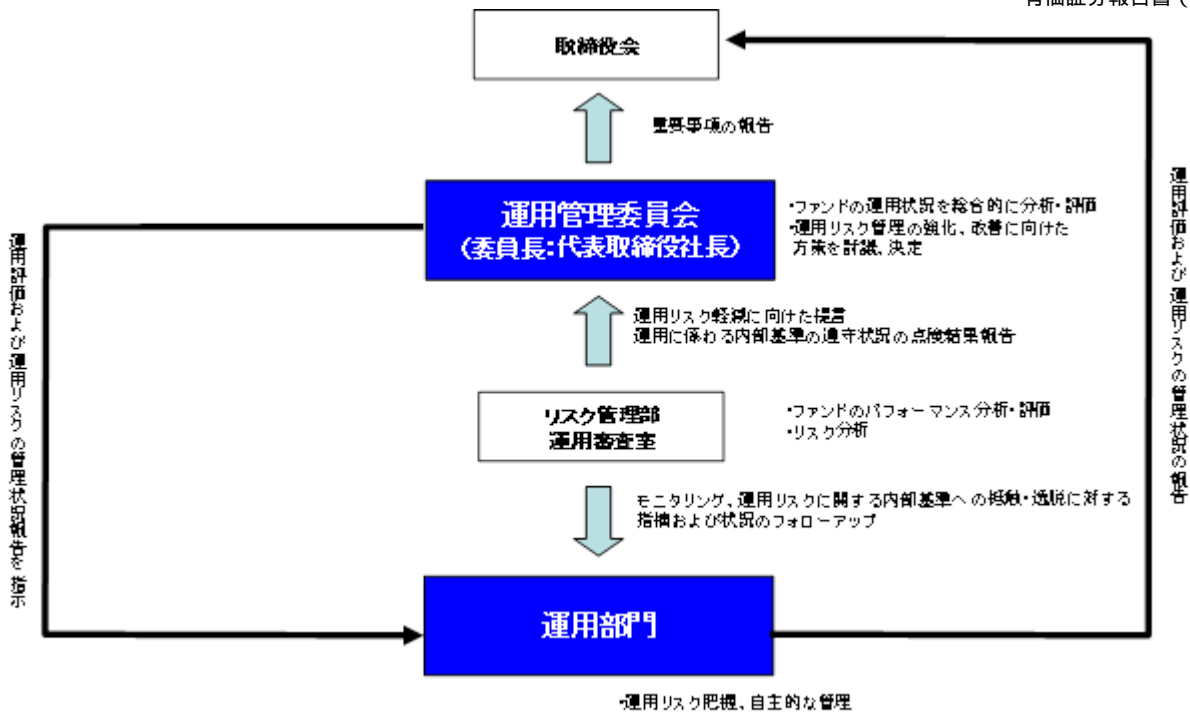 有価証券報告書(
取締役会
重要事項の報告
運用管理委員会
(委員長:代表取締役社長)
・ファンドの運用状況を総合的に分析・評価
・運用リスク管理の強化、改善に向けた
方策を討議、決定
運用リスク軽減に向けた提言
運用に係わる内部基準の遵守状況の点検結果報告
リスク管理部
運用審査室
・ファンドのパフォーマンス分析・評価
・リスク分析
モニタリング、運用リスクに関する内部基準への抵触・逸脱に対する
指摘および状況のフォローアップ
運用部門
・運用リスク把握、自主的な管理
運用評価および運用リスクの管理状況報告を指示
運用評価および運用リスクの管理状況の報告